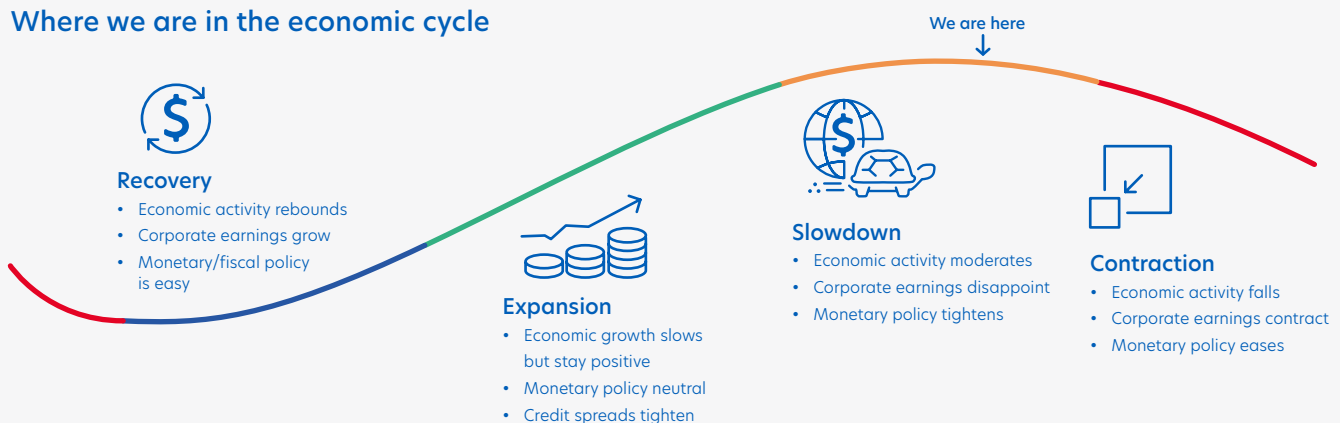 Where we are in the economic cycle
We are here
$
Recovery
• Economic activity rebounds
• Corporate earnings grow
• Monetary/fiscal policy
is easy
Expansion
• Economic growth slows
but stay positive
• Monetary policy neutral
• Credit spreads tighten
$
Slowdown
• Economic activity moderates
• Corporate earnings disappoint
• Monetary policy tightens
Contraction
• Economic activity falls
• Corporate earnings contract
• Monetary policy eases